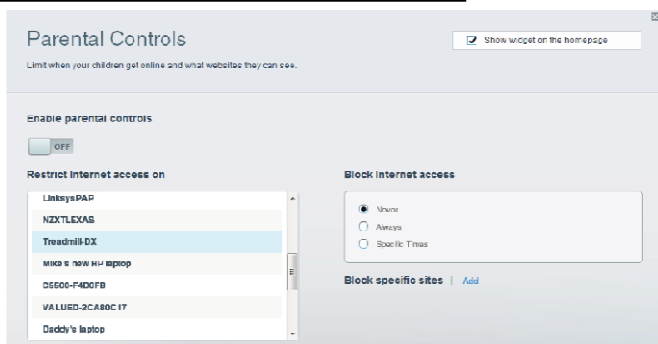 Parental Controls
Show widget on the homepage
Limit when your children get online and what websites they can see.
Enable parental controls
OFF
Restrict Internet access on
Block Internet access
LinksysPAP
NZXTLEXAS
Treadmill-DX
Mike's new HP laptop
C5500-F4D0FB
VALUED-2CA80C17
Daddy's laptop
Never
Always
Specific Times
Block specific sites | Add